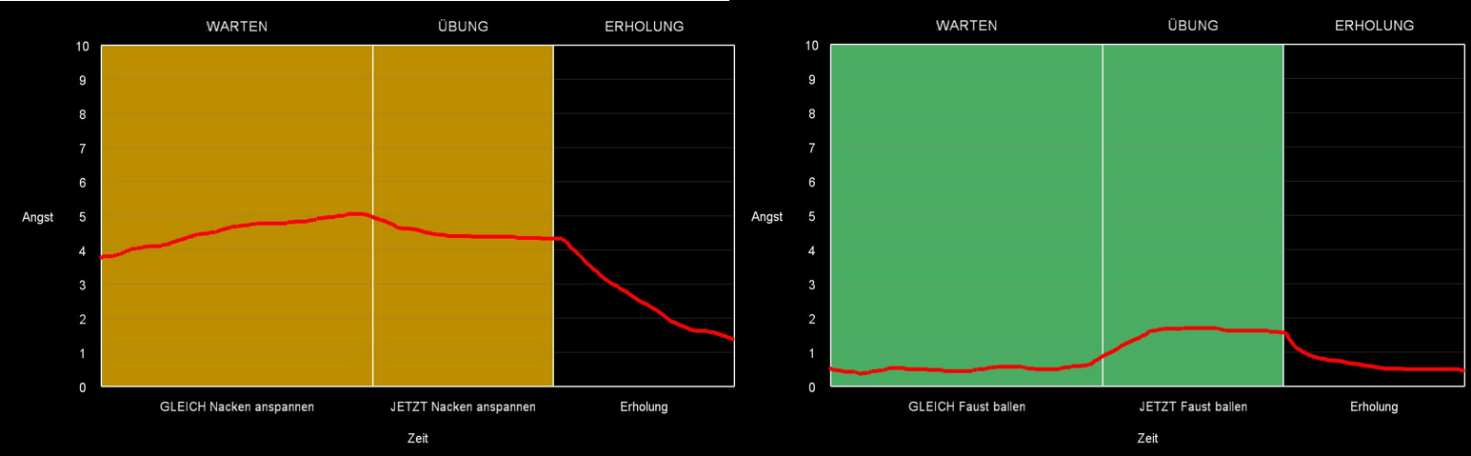 WARTEN ÜBUNG ERHOLUNG
10
9
8
7
6
Angst 5
4
3
2
1
0
GLEICH Nacken anspannen JETZT Nacken anspannen Erholung
Zeit
WARTEN ÜBUNG ERHOLUNG
10
9
8
7
6
Angst 5
4
3
2
1
0
GLEICH Faust ballen JETZT Faust ballen Erholung
Zeit